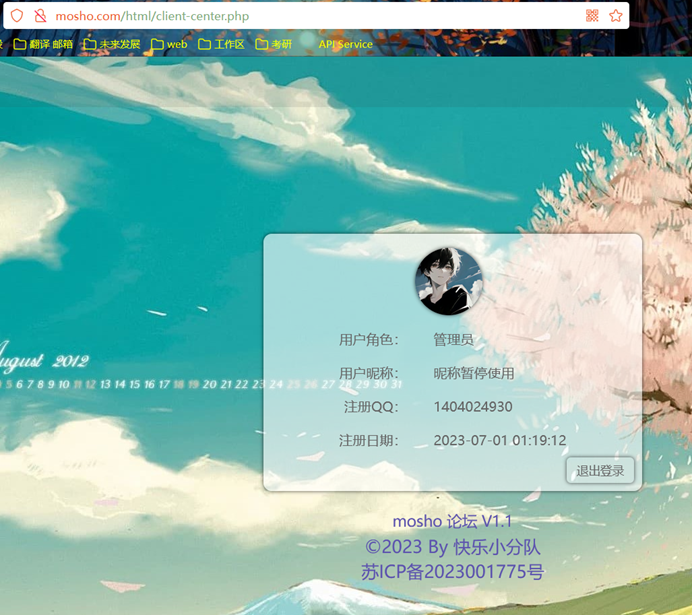 mosho.com/html/client-center.php
翻译 邮箱 未来发展 web 工作区 考研 API Service
用户角色： 管理员
用户昵称： 昵称暂停使用
August 2012
5 6 7 8 9 10 11 12 13 14 15 16 17 18 19 20 21 22 23 24 25 26 27 28 29 30 31
注册QQ： 1404024930
注册日期： 2023-07-01 01:19:12
退出登录
mosho 论坛 V1.1
©2023 By 快乐小分队
苏ICP备2023001775号